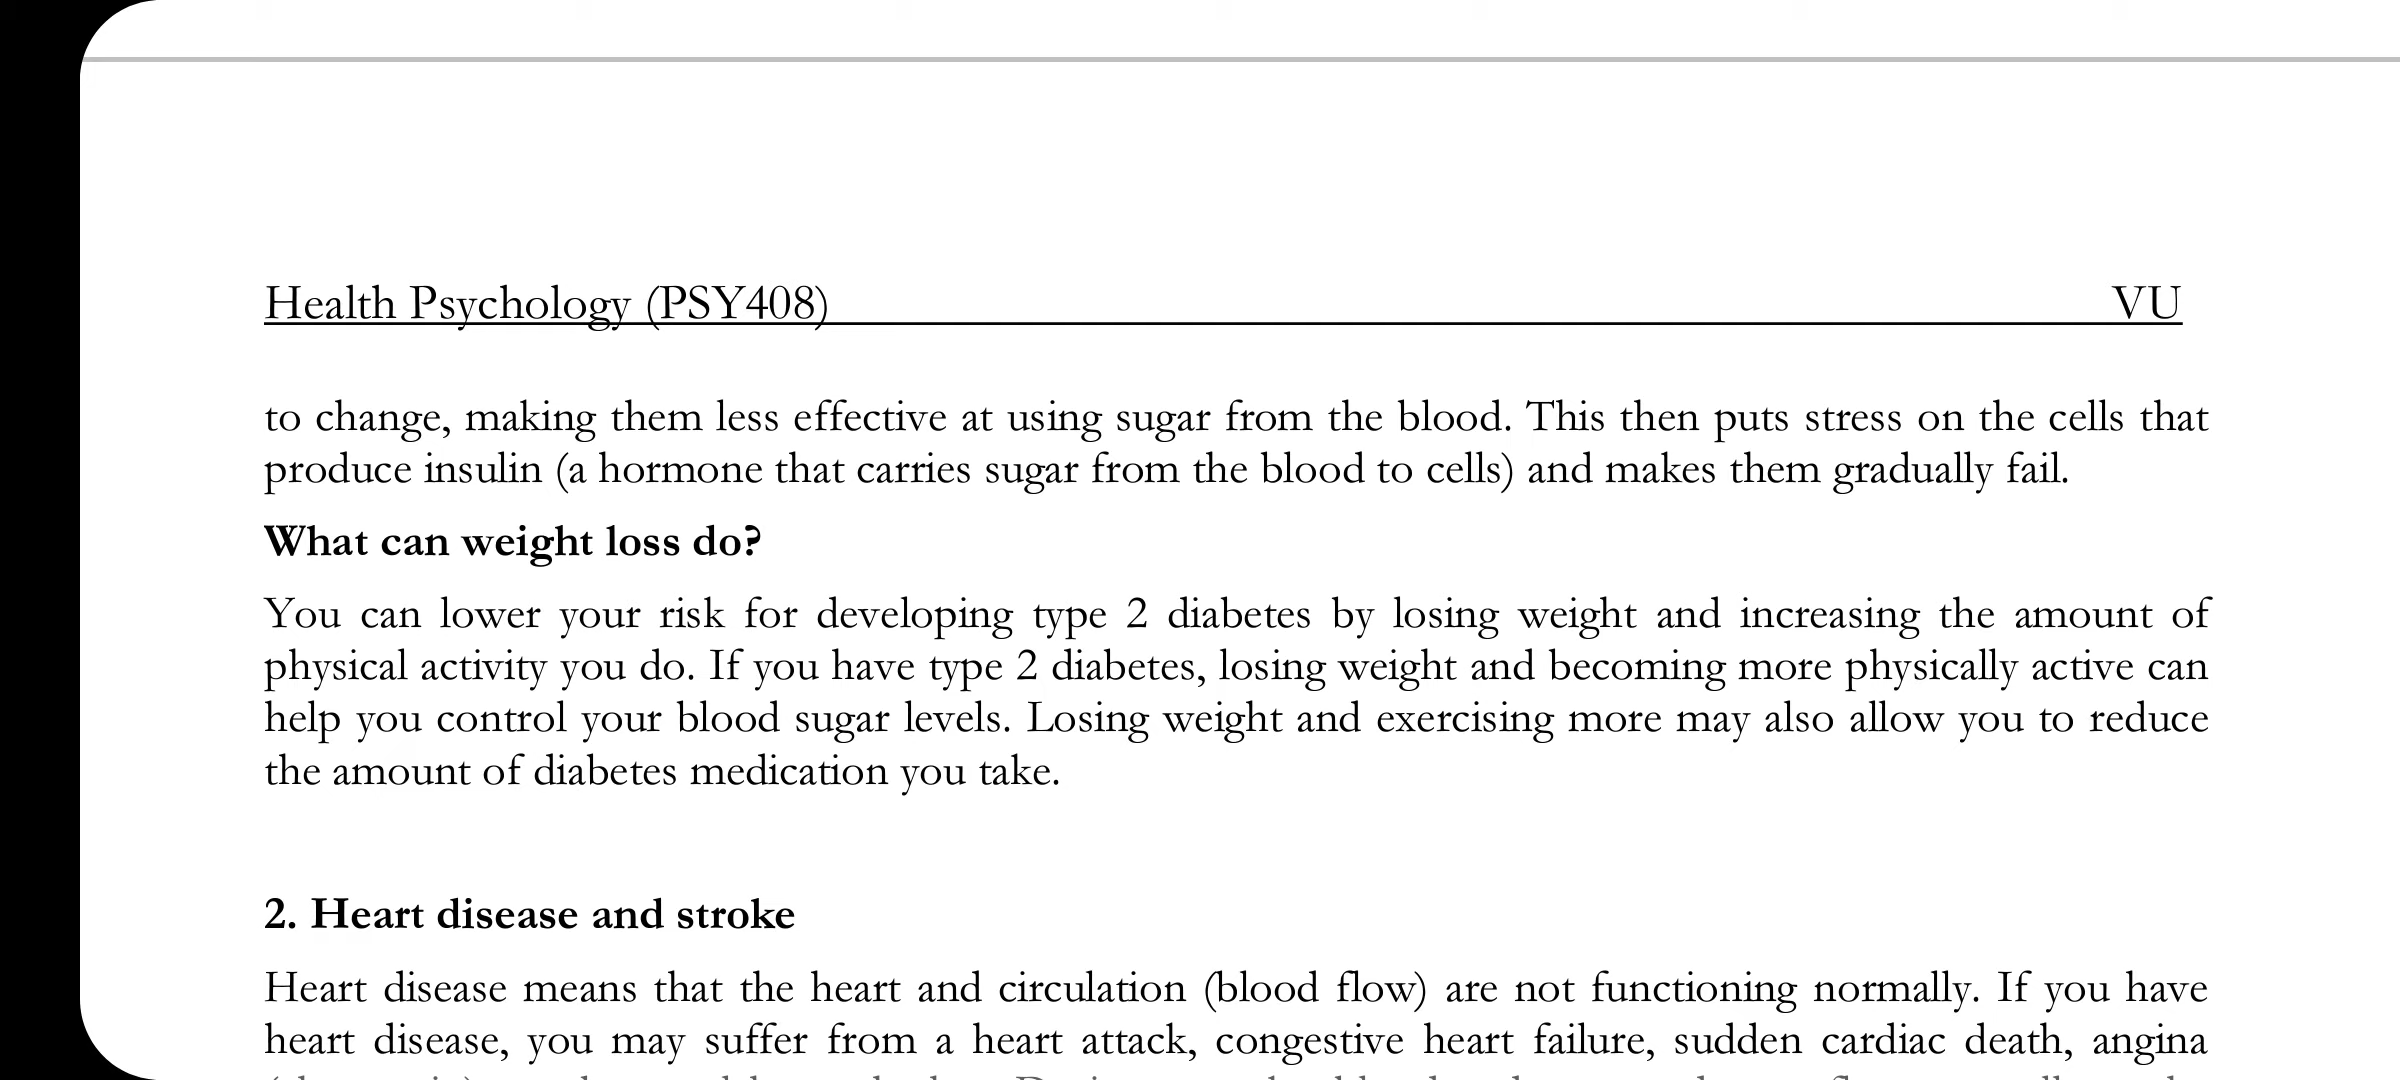 Health Psychology (PSY408) VU
to change, making them less effective at using sugar from the blood. This then puts stress on the cells that
produce insulin (a hormone that carries sugar from the blood to cells) and makes them gradually fail.
What can weight loss do?
You can lower your risk for developing type 2 diabetes by losing weight and increasing the amount of
physical activity you do. If you have type 2 diabetes, losing weight and becoming more physically active can
help you control your blood sugar levels. Losing weight and exercising more may also allow you to reduce
the amount of diabetes medication you take.
2. Heart disease and stroke
Heart disease means that the heart and circulation (blood flow) are not functioning normally. If you have
heart disease, you may suffer from a heart attack, congestive heart failure, sudden cardiac death, angina